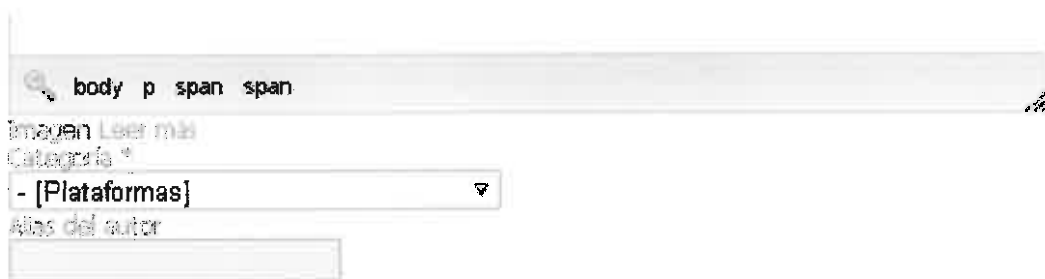 body p span span
Imagen Leer más
Categoría *
- [Plataformas]
Alias del autor